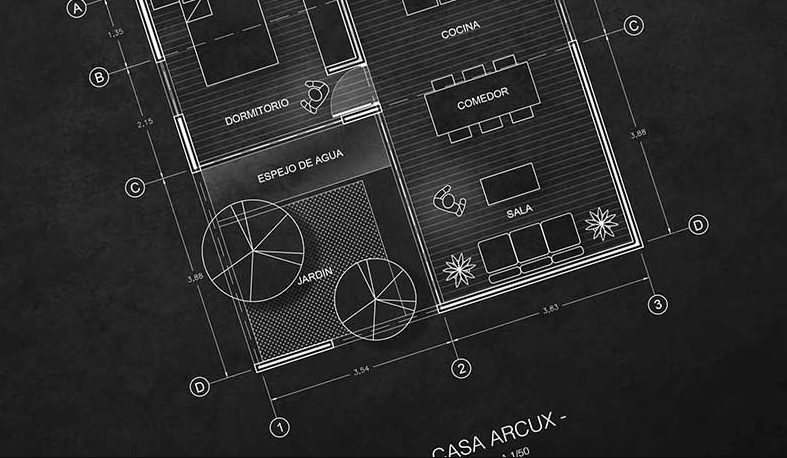 A
1,35
B
2,15
C
3,88
D
COCINA
C
DORMITORIO
COMEDOR
3,88
ESPEJO DE AGUA
SALA
D
JARDIN
3,54
3,83
1
2
3
CASA ARCUX -
1/50